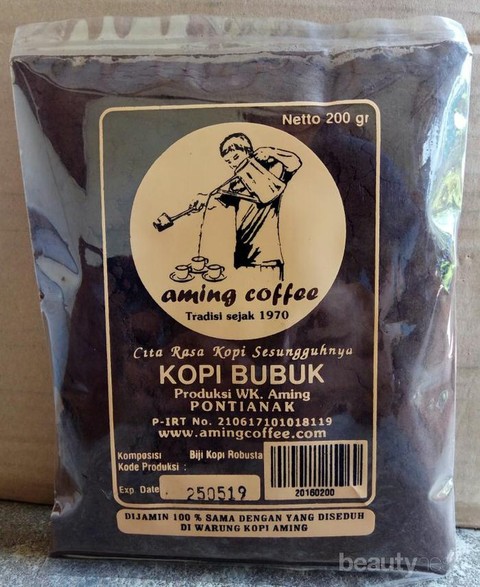 Netto 200 gr
aming coffee
Tradisi sejak 1970
Cita Rasa Kopi Sesungguhnya
KOPI BUBUK
Produksi WK. Aming
PONTIANAK
P-IRT No. 210617101018119
www.amingcoffee.com
Komposisi Biji Kopi Robusta
Kode Produksi :
Exp. Date 250519
20160200
DIJAMIN 100 % SAMA DENGAN YANG DISEDUH
DI WARUNG KOPI AMING
beauty